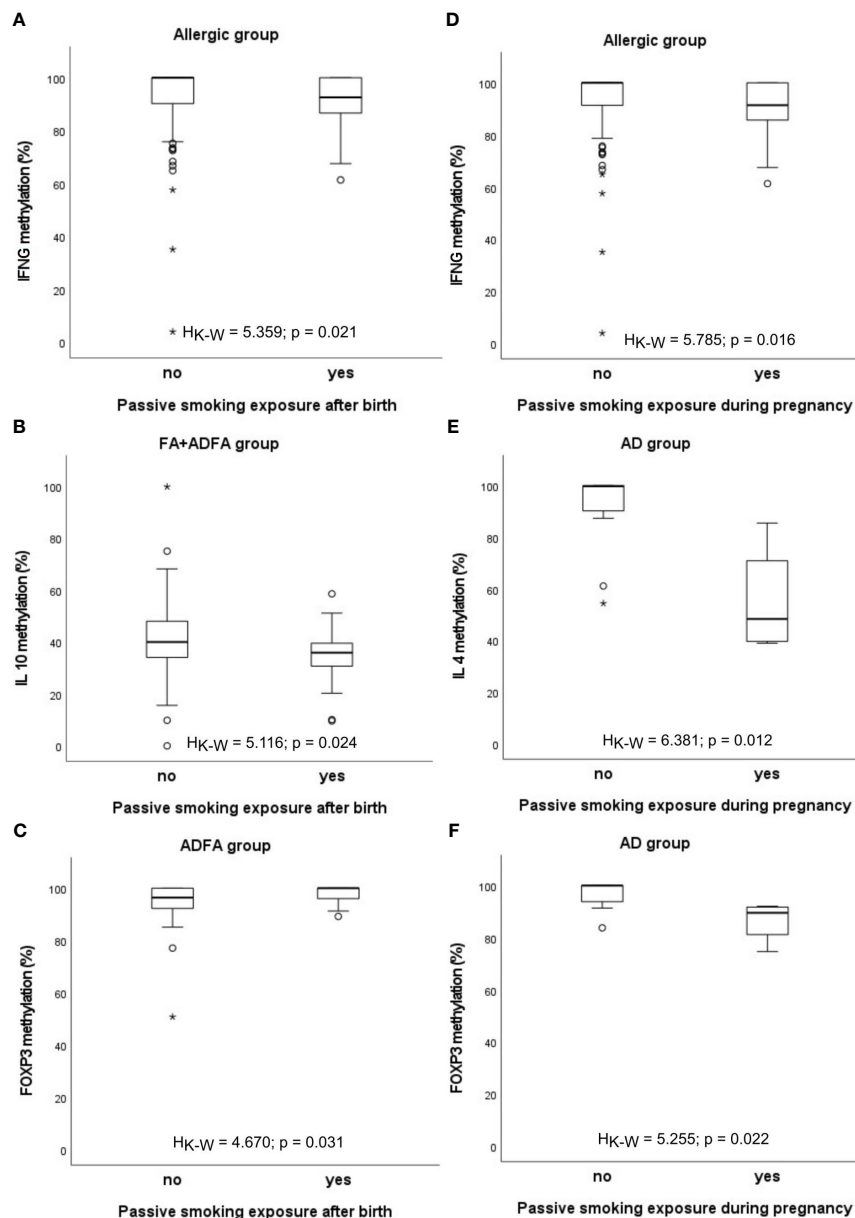 A
Allergic group
IFNG methylation (%)
100
80
60
40
20
0
HK-W = 5.359; p = 0.021
no yes
Passive smoking exposure after birth
B
FA+ADFA group
IL 10 methylation (%)
100
80
60
40
20
0
HK-W = 5.116; p = 0.024
no yes
Passive smoking exposure after birth
C
ADFA group
FOXP3 methylation (%)
100
80
60
40
20
0
HK-W = 4.670; p = 0.031
no yes
Passive smoking exposure after birth
D
Allergic group
IFNG methylation (%)
100
80
60
40
20
0
HK-W = 5.785; p = 0.016
no yes
Passive smoking exposure during pregnancy
E
AD group
IL 4 methylation (%)
100
80
60
40
20
0
HK-W = 6.381; p = 0.012
no yes
Passive smoking exposure during pregnancy
F
AD group
FOXP3 methylation (%)
100
80
60
40
20
0
HK-W = 5.255; p = 0.022
no yes
Passive smoking exposure during pregnancy